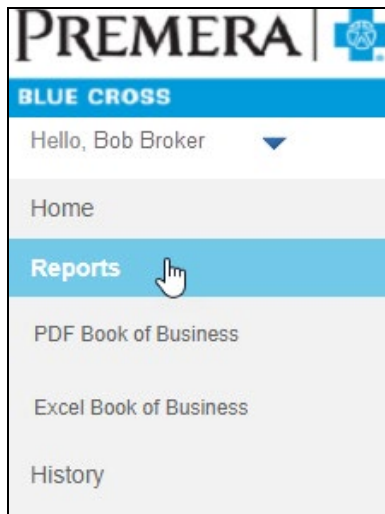 PREMERA
BLUE CROSS
Hello, Bob Broker
Home
Reports
PDF Book of Business
Excel Book of Business
History